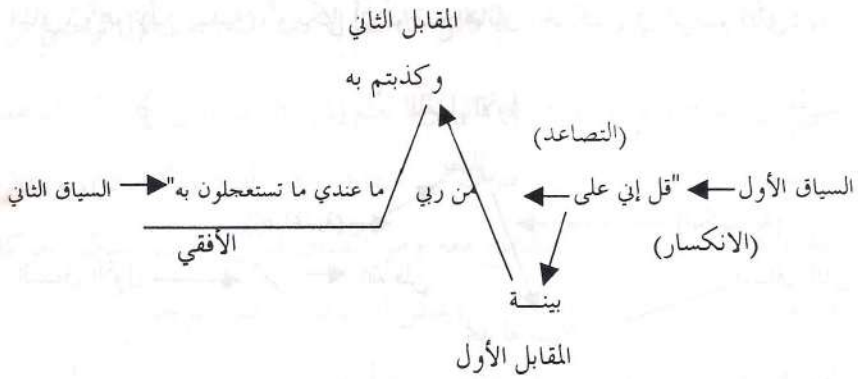 المقابل الثاني
وكذبتم به
(التصاعد)
السياق الأول "قل إني على من ربي ما عندي ما تستعجلون به" السياق الثاني
(الانكسار)
الأفقي
بينـــة
المقابل الأول